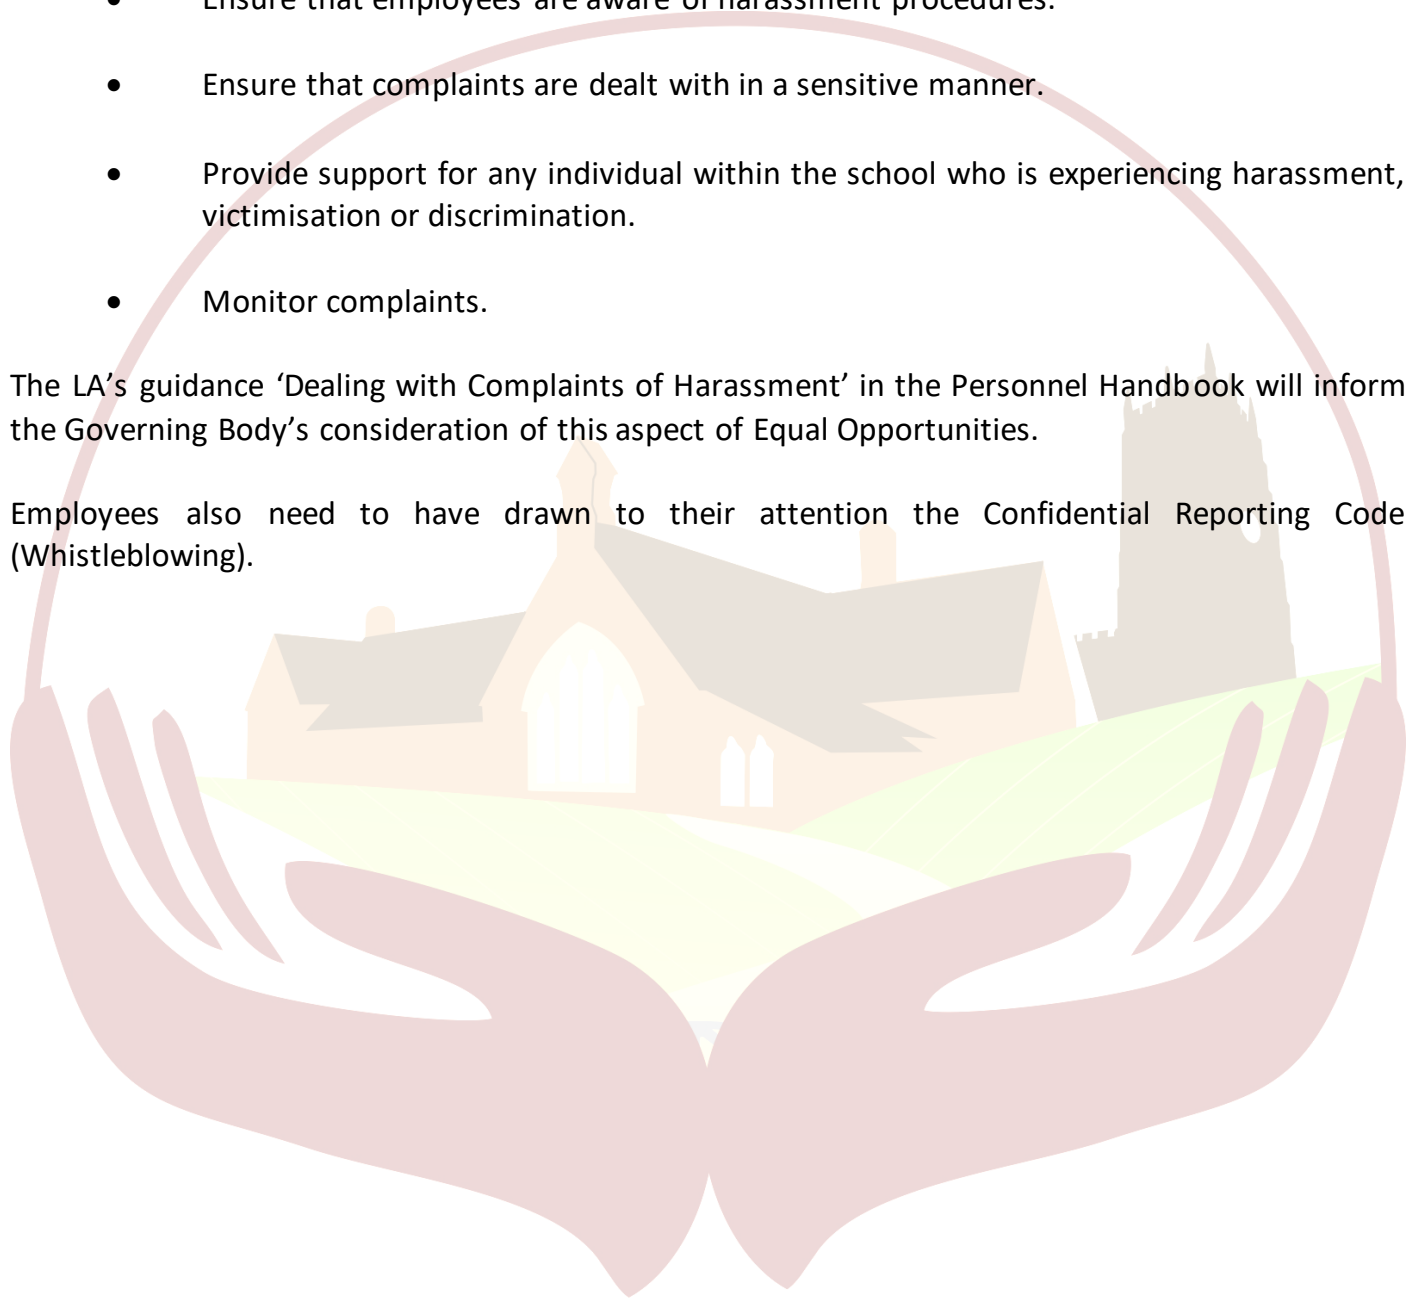 • Ensure that employees are aware of harassment procedures.
• Ensure that complaints are dealt with in a sensitive manner.
• Provide support for any individual within the school who is experiencing harassment,
victimisation or discrimination.
• Monitor complaints.
The LA’s guidance ‘Dealing with Complaints of Harassment’ in the Personnel Handbook will inform
the Governing Body’s consideration of this aspect of Equal Opportunities.
Employees also need to have drawn to their attention the Confidential Reporting Code
(Whistleblowing).